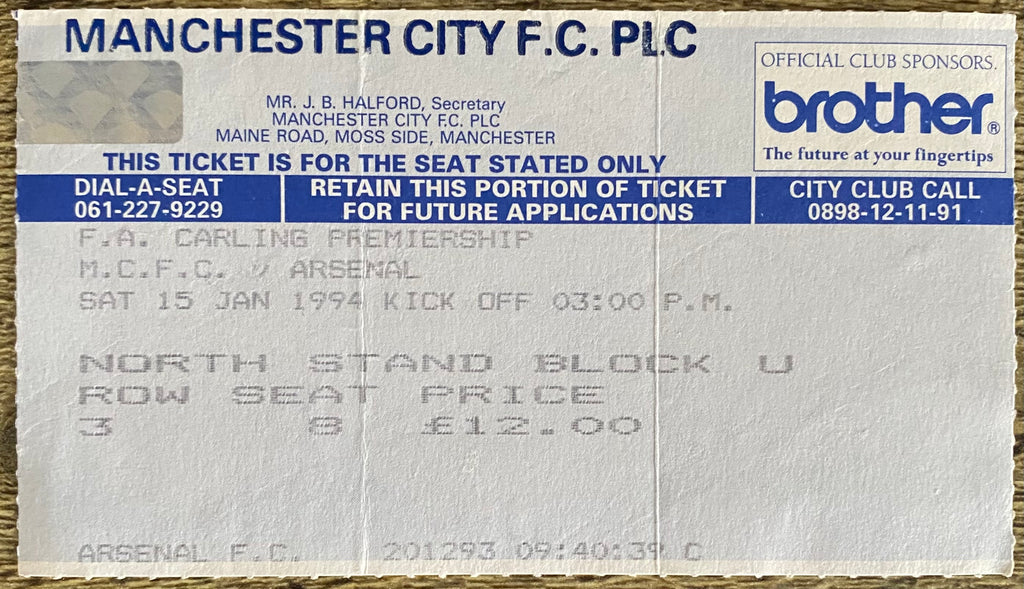 MANCHESTER CITY F.C. PLC
OFFICIAL CLUB SPONSORS.
brother®
The future at your fingertips
MR. J. B. HALFORD, Secretary
MANCHESTER CITY F.C. PLC
MAINE ROAD, MOSS SIDE, MANCHESTER
THIS TICKET IS FOR THE SEAT STATED ONLY
DIAL-A-SEAT
061-227-9229
RETAIN THIS PORTION OF TICKET
FOR FUTURE APPLICATIONS
CITY CLUB CALL
0898-12-11-91
F.A. CARLING PREMIERSHIP
M.C.F.C. v ARSENAL
SAT 15 JAN 1994 KICK OFF 03:00 P.M.
NORTH STAND BLOCK U
ROW SEAT PRICE
3 8 £12.00
ARSENAL F.C. 201293 09:40:39 C